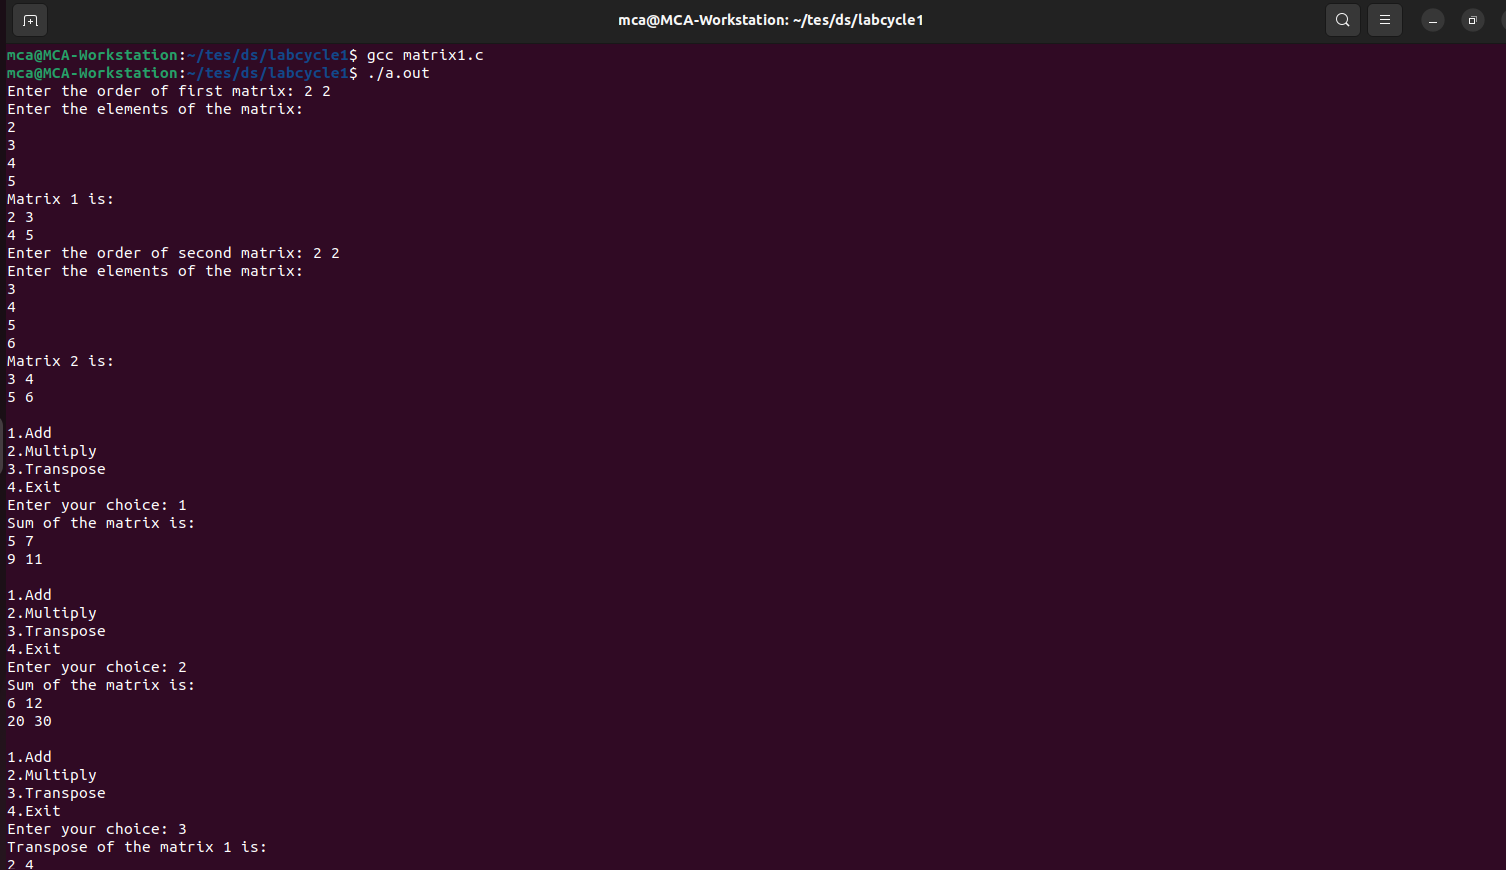 mca@MCA-Workstation: ~/tes/ds/labcycle1
mca@MCA-Workstation:~/tes/ds/labcycle1$ gcc matrix1.c
mca@MCA-Workstation:~/tes/ds/labcycle1$ ./a.out
Enter the order of first matrix: 2 2
Enter the elements of the matrix:
2
3
4
5
Matrix 1 is:
2 3
4 5
Enter the order of second matrix: 2 2
Enter the elements of the matrix:
3
4
5
6
Matrix 2 is:
3 4
5 6
1.Add
2.Multiply
3.Transpose
4.Exit
Enter your choice: 1
Sum of the matrix is:
5 7
9 11
1.Add
2.Multiply
3.Transpose
4.Exit
Enter your choice: 2
Sum of the matrix is:
6 12
20 30
1.Add
2.Multiply
3.Transpose
4.Exit
Enter your choice: 3
Transpose of the matrix 1 is:
2 4